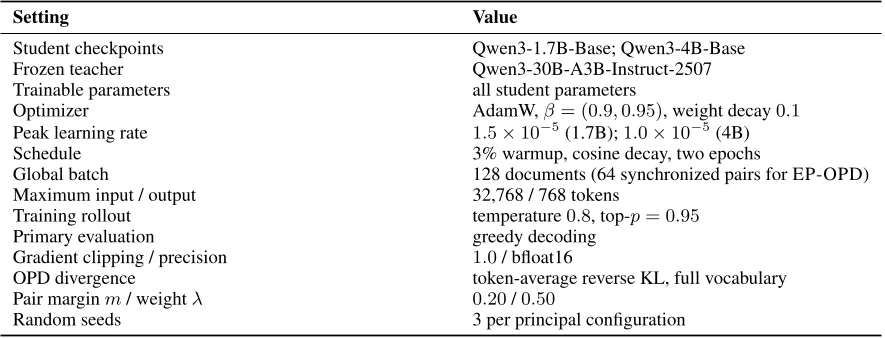 Setting Value
Student checkpoints Qwen3-1.7B-Base; Qwen3-4B-Base
Frozen teacher Qwen3-30B-A3B-Instruct-2507
Trainable parameters all student parameters
Optimizer AdamW, β = (0.9, 0.95), weight decay 0.1
Peak learning rate 1.5 × 10⁻⁵ (1.7B); 1.0 × 10⁻⁵ (4B)
Schedule 3% warmup, cosine decay, two epochs
Global batch 128 documents (64 synchronized pairs for EP-OPD)
Maximum input / output 32,768 / 768 tokens
Training rollout temperature 0.8, top-p = 0.95
Primary evaluation greedy decoding
Gradient clipping / precision 1.0 / bfloat16
OPD divergence token-average reverse KL, full vocabulary
Pair margin m / weight λ 0.20 / 0.50
Random seeds 3 per principal configuration